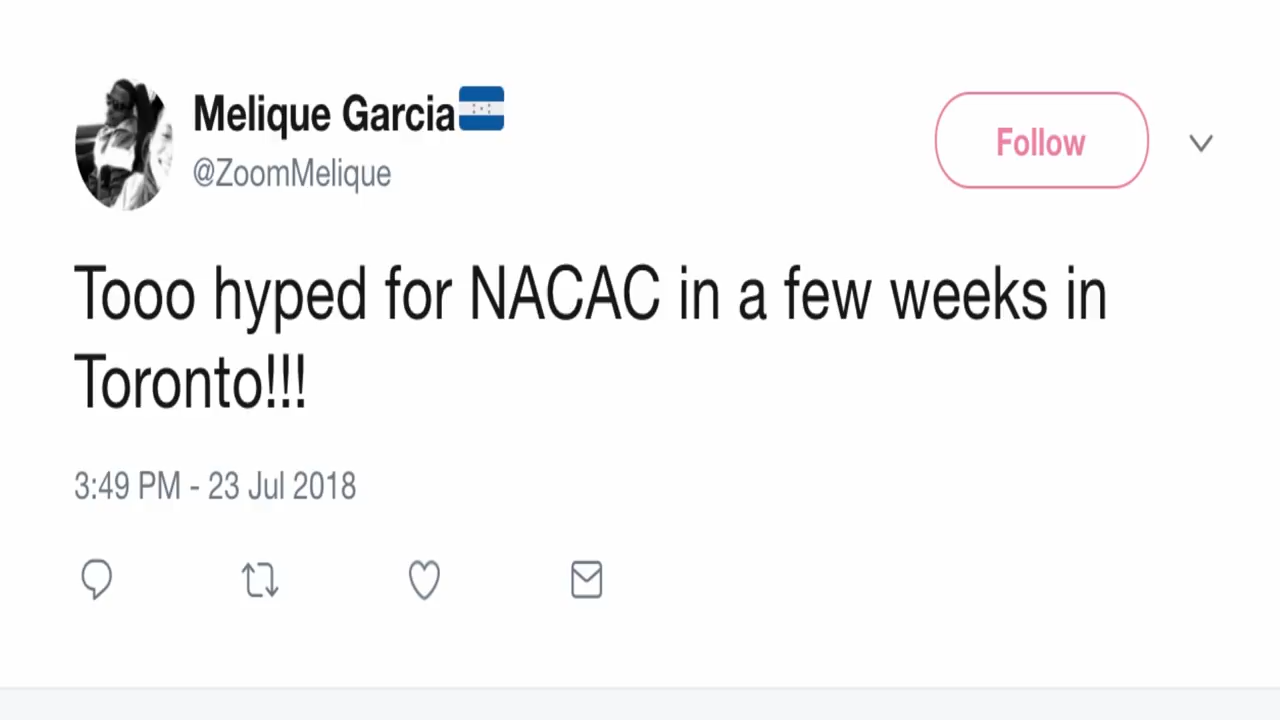 Melique Garcia🇭🇳
@ZoomMelique
Follow
Tooo hyped for NACAC in a few weeks in
Toronto!!!
3:49 PM - 23 Jul 2018